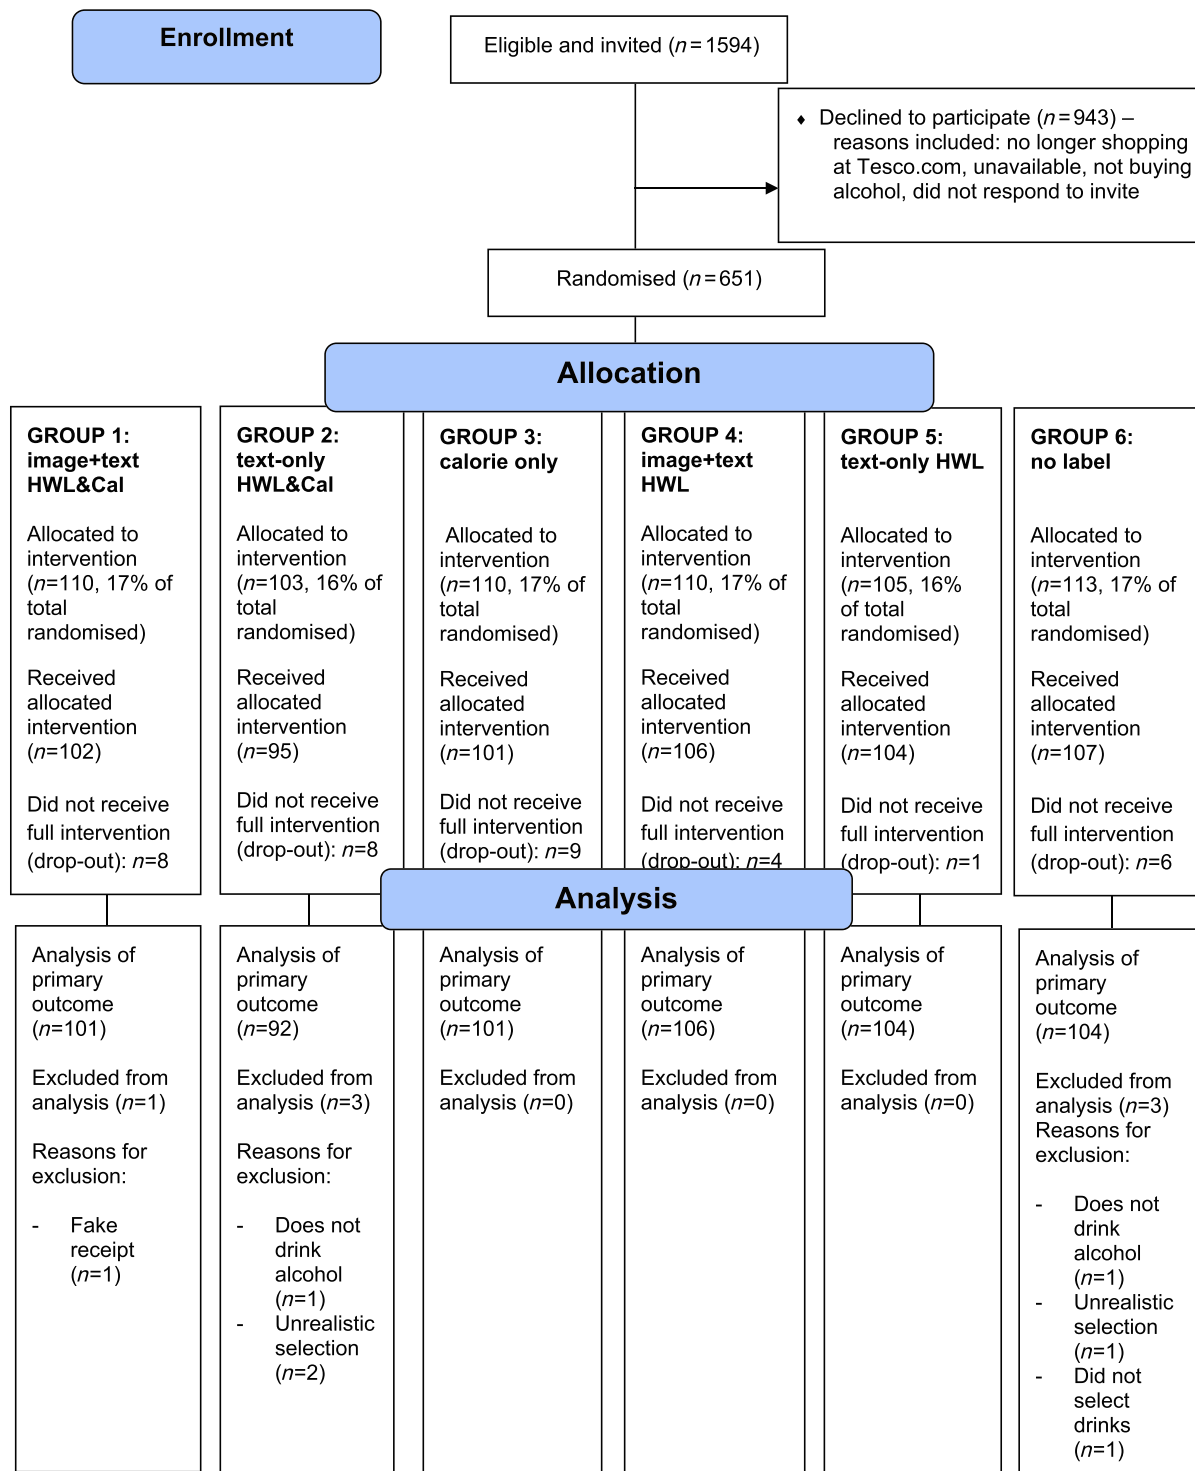 Enrollment
Eligible and invited (n=1594)
♦ Declined to participate (n=943) –
reasons included: no longer shopping
at Tesco.com, unavailable, not buying
alcohol, did not respond to invite
Randomised (n=651)
Allocation
GROUP 1:
image+text
HWL&Cal
Allocated to
intervention
(n=110, 17% of
total
randomised)
Received
allocated
intervention
(n=102)
Did not receive
full intervention
(drop-out): n=8
GROUP 2:
text-only
HWL&Cal
Allocated to
intervention
(n=103, 16% of
total
randomised)
Received
allocated
intervention
(n=95)
Did not receive
full intervention
(drop-out): n=8
GROUP 3:
calorie only
Allocated to
intervention
(n=110, 17% of
total
randomised)
Received
allocated
intervention
(n=101)
Did not receive
full intervention
(drop-out): n=9
GROUP 4:
image+text
HWL
Allocated to
intervention
(n=110, 17% of
total
randomised)
Received
allocated
intervention
(n=106)
Did not receive
full intervention
(drop-out): n=4
GROUP 5:
text-only HWL
Allocated to
intervention
(n=105, 16%
of total
randomised)
Received
allocated
intervention
(n=104)
Did not receive
full intervention
(drop-out): n=1
GROUP 6:
no label
Allocated to
intervention
(n=113, 17% of
total
randomised)
Received
allocated
intervention
(n=107)
Did not receive
full intervention
(drop-out): n=6
Analysis
Analysis of
primary
outcome
(n=101)
Excluded from
analysis (n=1)
Reasons for
exclusion:
- Fake
receipt
(n=1)
Analysis of
primary
outcome
(n=92)
Excluded from
analysis (n=3)
Reasons for
exclusion:
- Does not
drink
alcohol
(n=1)
- Unrealistic
selection
(n=2)
Analysis of
primary
outcome
(n=101)
Excluded from
analysis (n=0)
Analysis of
primary
outcome
(n=106)
Excluded from
analysis (n=0)
Analysis of
primary
outcome
(n=104)
Excluded from
analysis (n=0)
Analysis of
primary
outcome
(n=104)
Excluded from
analysis (n=3)
Reasons for
exclusion:
- Does not
drink
alcohol
(n=1)
- Unrealistic
selection
(n=1)
- Did not
select
drinks
(n=1)